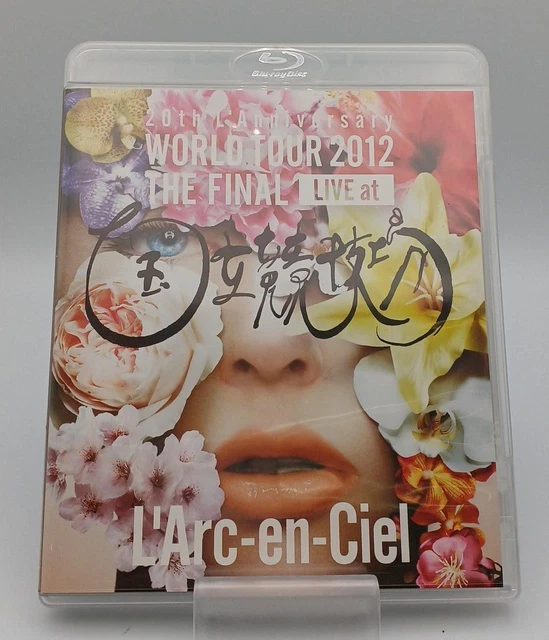 Blu-ray Disc
20th L'Anniversary
WORLD TOUR 2012
THE FINAL LIVE at
国立競技場
L'Arc-en-Ciel